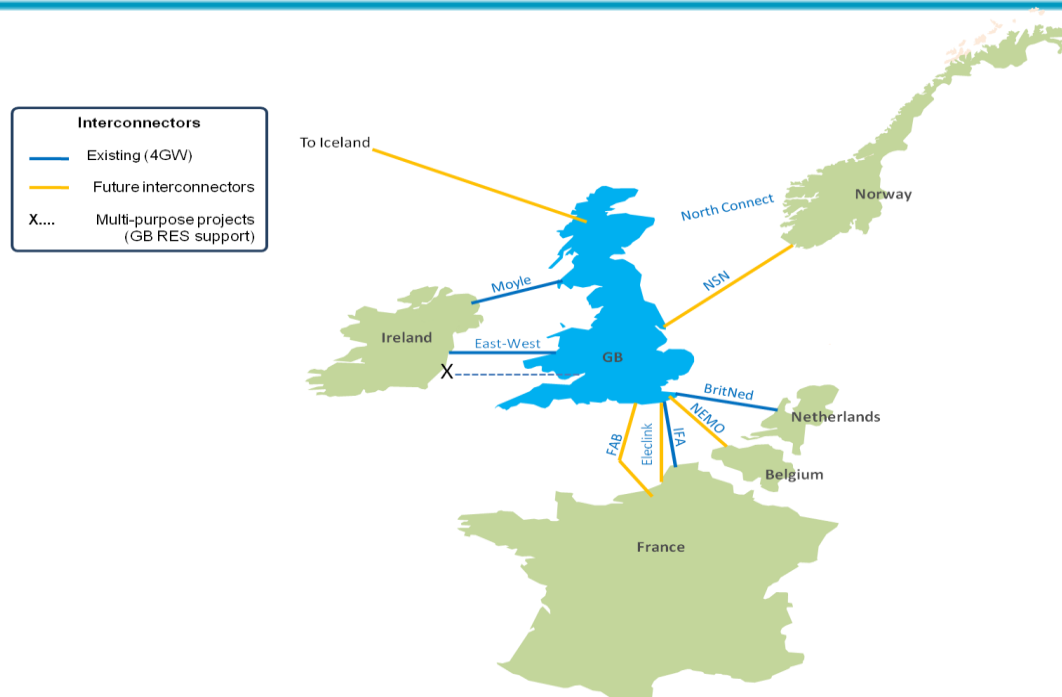 Interconnectors
Existing (4GW)
Future interconnectors
X.... Multi-purpose projects
(GB RES support)
To Iceland
North Connect
Norway
NSN
Moyle
Ireland
East-West
GB
X
BritNed
NEMO
Netherlands
FAB
Eleclink
IFA
Belgium
France